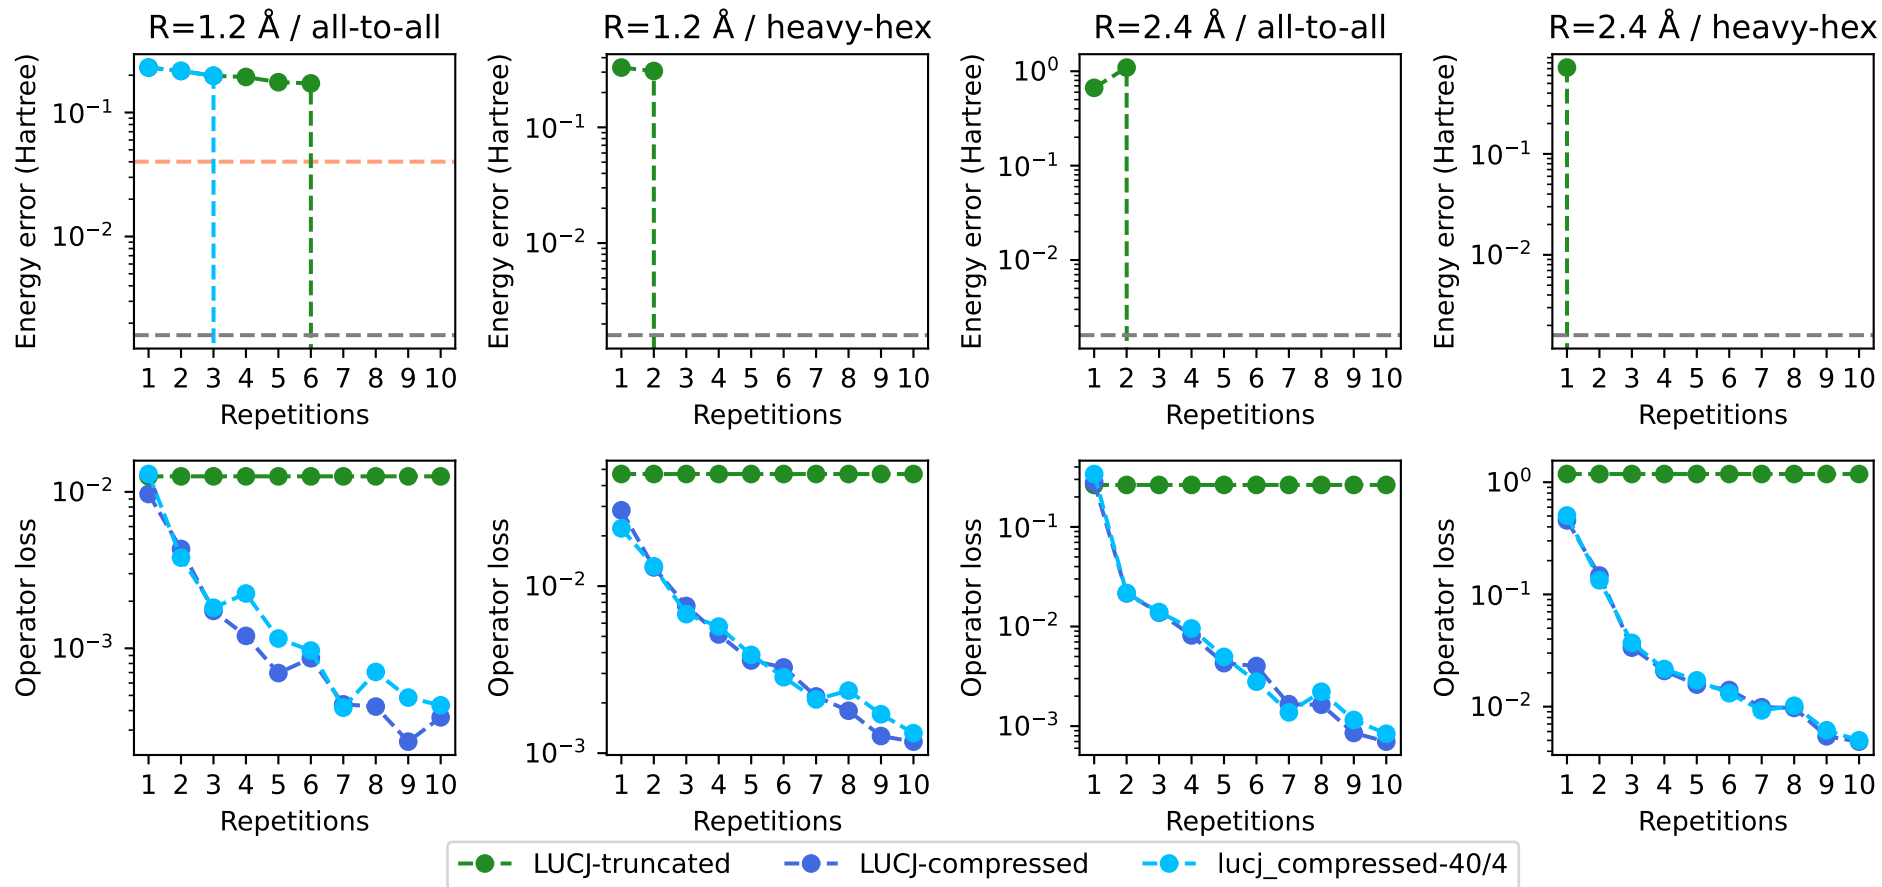 R=1.2 Å / all-to-all
R=1.2 Å / heavy-hex
R=2.4 Å / all-to-all
R=2.4 Å / heavy-hex
Energy error (Hartree)
10⁻¹
10⁻²
1 2 3 4 5 6 7 8 9 10
Repetitions
Energy error (Hartree)
10⁻¹
10⁻²
1 2 3 4 5 6 7 8 9 10
Repetitions
Energy error (Hartree)
10⁰
10⁻¹
10⁻²
1 2 3 4 5 6 7 8 9 10
Repetitions
Energy error (Hartree)
10⁻¹
10⁻²
1 2 3 4 5 6 7 8 9 10
Repetitions
Operator loss
10⁻²
10⁻³
1 2 3 4 5 6 7 8 9 10
Repetitions
Operator loss
10⁻²
10⁻³
1 2 3 4 5 6 7 8 9 10
Repetitions
Operator loss
10⁻¹
10⁻²
10⁻³
1 2 3 4 5 6 7 8 9 10
Repetitions
Operator loss
10⁰
10⁻¹
10⁻²
1 2 3 4 5 6 7 8 9 10
Repetitions
LUCJ-truncated
LUCJ-compressed
lucj_compressed-40/4